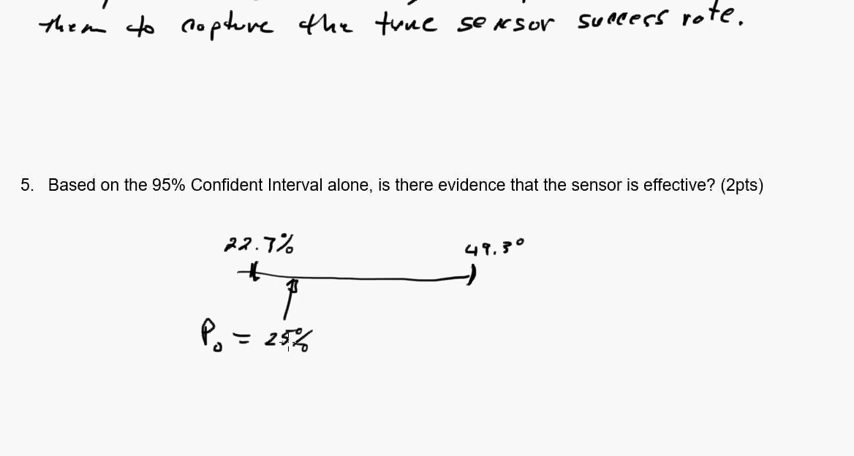 them to capture the true sensor success rate.
5. Based on the 95% Confident Interval alone, is there evidence that the sensor is effective? (2pts)
22.7% 49.3%
P₀ = 25%